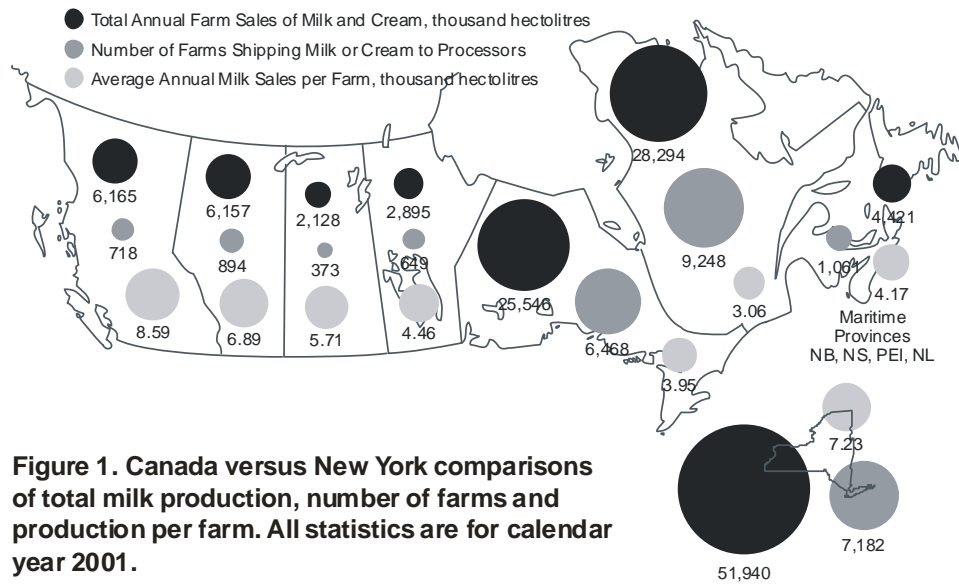 Total Annual Farm Sales of Milk and Cream, thousand hectolitres
Number of Farms Shipping Milk or Cream to Processors
Average Annual Milk Sales per Farm, thousand hectolitres
6,165
718
8.59
6,157
894
6.89
2,128
373
5.71
2,895
649
4.46
25,546
6,468
3.95
28,294
9,248
3.06
4,421
1,061
4.17
Maritime
Provinces
NB, NS, PEI, NL
7.23
7,182
51,940
Figure 1. Canada versus New York comparisons
of total milk production, number of farms and
production per farm. All statistics are for calendar
year 2001.